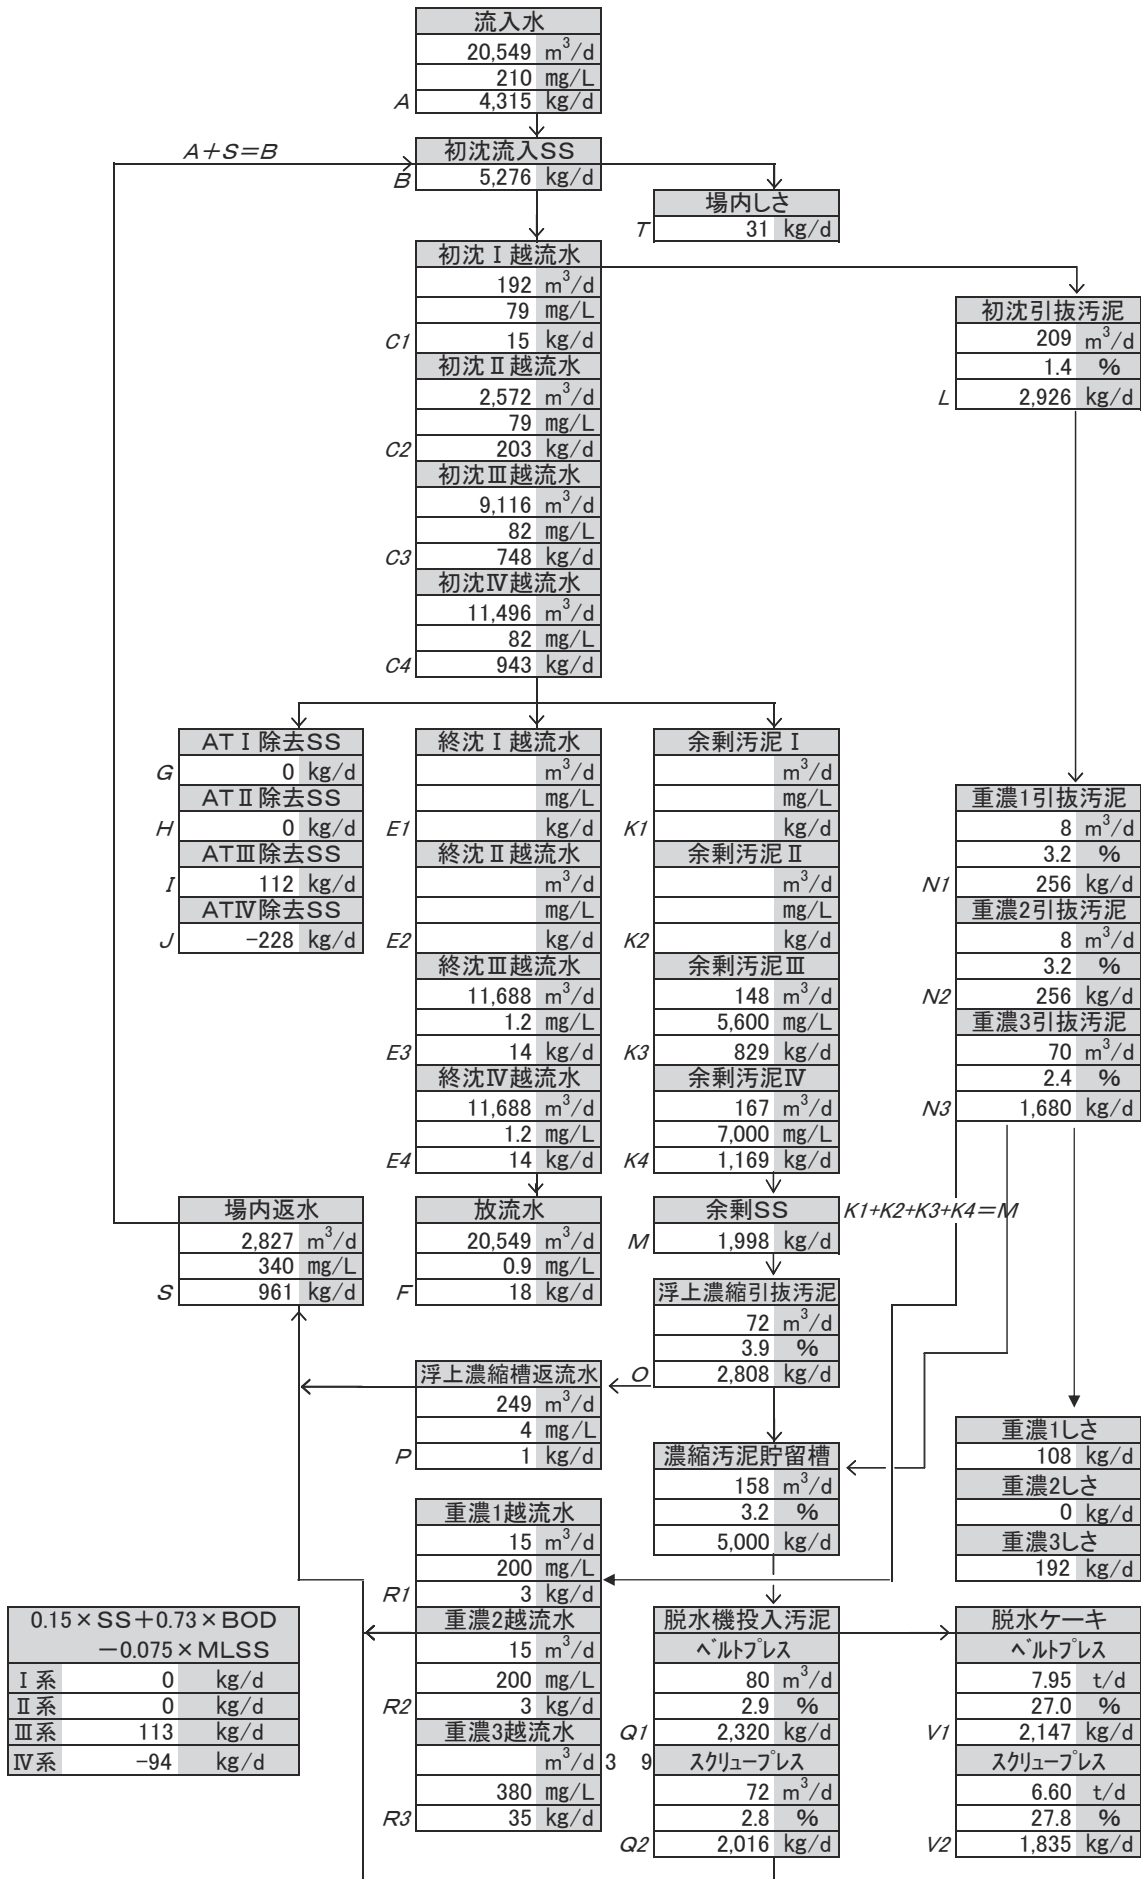 流入水
20,549 m³/d
210 mg/L
A 4,315 kg/d
A+S=B
初沈流入SS
B 5,276 kg/d
場内しさ
T 31 kg/d
初沈Ⅰ越流水
192 m³/d
79 mg/L
C1 15 kg/d
初沈Ⅱ越流水
2,572 m³/d
79 mg/L
C2 203 kg/d
初沈Ⅲ越流水
9,116 m³/d
82 mg/L
C3 748 kg/d
初沈Ⅳ越流水
11,496 m³/d
82 mg/L
C4 943 kg/d
初沈引抜汚泥
209 m³/d
1.4 %
L 2,926 kg/d
ATⅠ除去SS
G 0 kg/d
ATⅡ除去SS
H 0 kg/d
ATⅢ除去SS
I 112 kg/d
ATⅣ除去SS
J -228 kg/d
終沈Ⅰ越流水
m³/d
mg/L
E1 kg/d
終沈Ⅱ越流水
m³/d
mg/L
E2 kg/d
終沈Ⅲ越流水
11,688 m³/d
1.2 mg/L
E3 14 kg/d
終沈Ⅳ越流水
11,688 m³/d
1.2 mg/L
E4 14 kg/d
余剰汚泥Ⅰ
m³/d
mg/L
K1 kg/d
余剰汚泥Ⅱ
m³/d
mg/L
K2 kg/d
余剰汚泥Ⅲ
148 m³/d
5,600 mg/L
K3 829 kg/d
余剰汚泥Ⅳ
167 m³/d
7,000 mg/L
K4 1,169 kg/d
重濃1引抜汚泥
8 m³/d
3.2 %
N1 256 kg/d
重濃2引抜汚泥
8 m³/d
3.2 %
N2 256 kg/d
重濃3引抜汚泥
70 m³/d
2.4 %
N3 1,680 kg/d
場内返水
2,827 m³/d
340 mg/L
S 961 kg/d
放流水
20,549 m³/d
0.9 mg/L
F 18 kg/d
余剰SS
M 1,998 kg/d
K1+K2+K3+K4=M
浮上濃縮引抜汚泥
72 m³/d
3.9 %
O 2,808 kg/d
浮上濃縮槽返流水
249 m³/d
4 mg/L
P 1 kg/d
濃縮汚泥貯留槽
158 m³/d
3.2 %
5,000 kg/d
重濃1しさ
108 kg/d
重濃2しさ
0 kg/d
重濃3しさ
192 kg/d
重濃1越流水
15 m³/d
200 mg/L
R1 3 kg/d
重濃2越流水
15 m³/d
200 mg/L
R2 3 kg/d
重濃3越流水
m³/d 3 9
380 mg/L
R3 35 kg/d
0.15×SS+0.73×BOD
-0.075×MLSS
Ⅰ系 0 kg/d
Ⅱ系 0 kg/d
Ⅲ系 113 kg/d
Ⅳ系 -94 kg/d
脱水機投入汚泥
ベルトプレス
80 m³/d
2.9 %
Q1 2,320 kg/d
スクリュープレス
72 m³/d
2.8 %
Q2 2,016 kg/d
脱水ケーキ
ベルトプレス
7.95 t/d
27.0 %
V1 2,147 kg/d
スクリュープレス
6.60 t/d
27.8 %
V2 1,835 kg/d